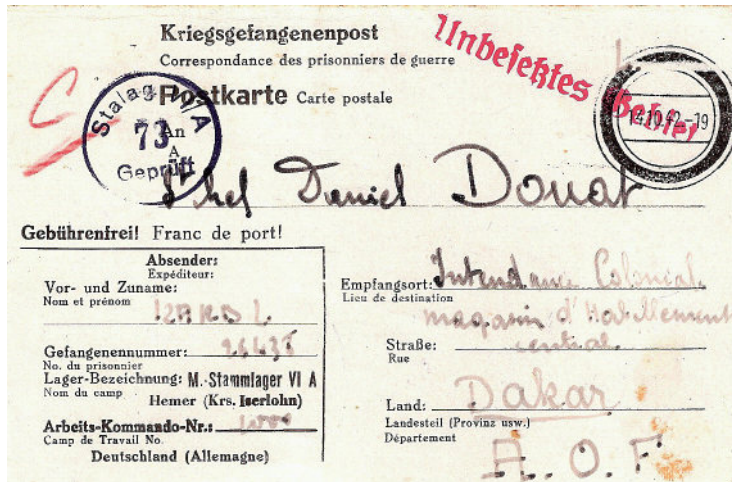 Kriegsgefangenenpost
Correspondance des prisonniers de guerre
Unbesetztes Gebiet
Postkarte Carte postale
Stalag VI A
73
A
Geprüft
14.10.42-19
Daniel Donat
Gebührenfrei! Franc de port!
Absender:
Expéditeur:
Vor- und Zuname:
Nom et prénom
Gefangenennummer:
No. du prisonnier
Lager-Bezeichnung: M.-Stammlager VI A
Nom du camp
Hemer (Krs. Iserlohn)
Arbeits-Kommando-Nr.:
Camp de Travail No.
Deutschland (Allemagne)
Empfangsort: Intendance Coloniale
Lieu de destination
magasin d'Habillement
Straße: central
Rue
Land: Dakar
Landesteil (Provinz usw.)
Département
A. O. F.